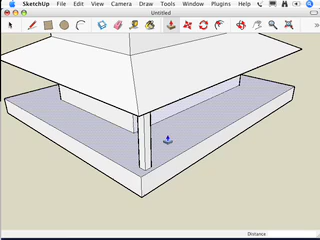 SketchUp File Edit View Camera Draw Tools Window Plugins Help
Untitled
Distance